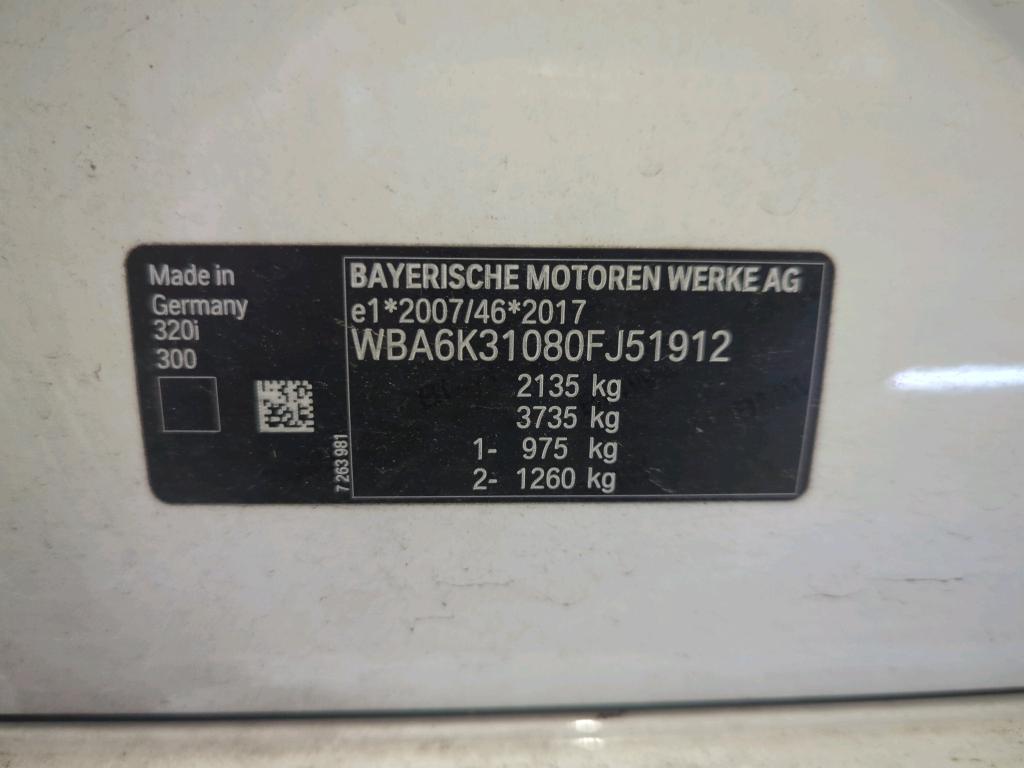 Made in
Germany
320i
300
7 263 981
BAYERISCHE MOTOREN WERKE AG
e1*2007/46*2017
WBA6K31080FJ51912
2135 kg
3735 kg
1- 975 kg
2- 1260 kg